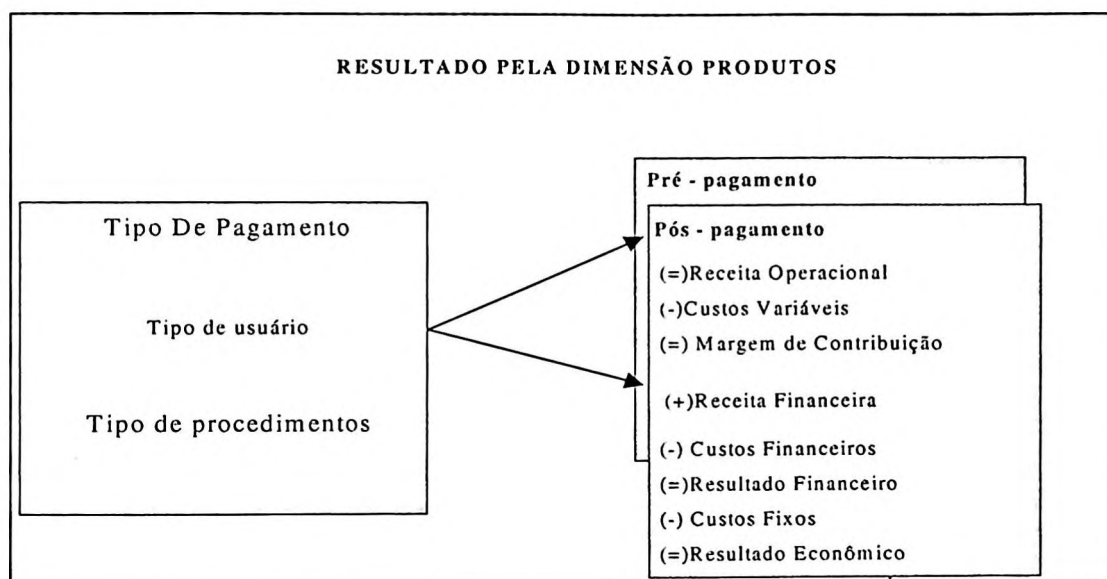 RESULTADO PELA DIMENSÃO PRODUTOS
Tipo De Pagamento
Tipo de usuário
Tipo de procedimentos
Pré - pagamento
Pós - pagamento
(=)Receita Operacional
(-)Custos Variáveis
(=) Margem de Contribuição
(+)Receita Financeira
(-) Custos Financeiros
(=)Resultado Financeiro
(-) Custos Fixos
(=)Resultado Econômico